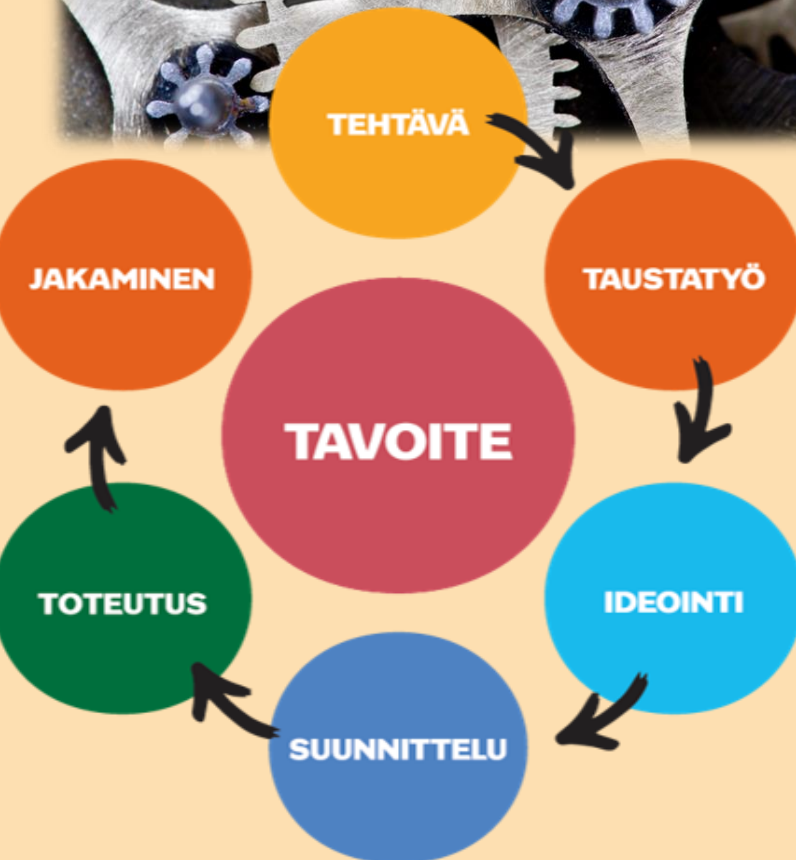 TEHTÄVÄ
TAUSTATYÖ
IDEOINTI
SUUNNITTELU
TOTEUTUS
JAKAMINEN
TAVOITE